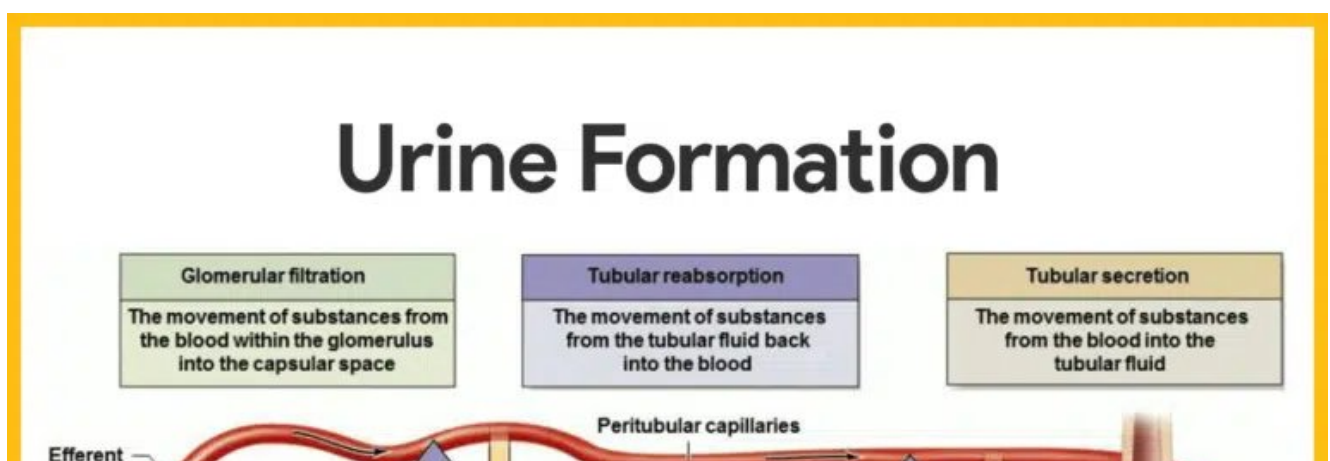 Urine Formation
Glomerular filtration
The movement of substances from
the blood within the glomerulus
into the capsular space
Tubular reabsorption
The movement of substances
from the tubular fluid back
into the blood
Tubular secretion
The movement of substances
from the blood into the
tubular fluid
Peritubular capillaries
Efferent